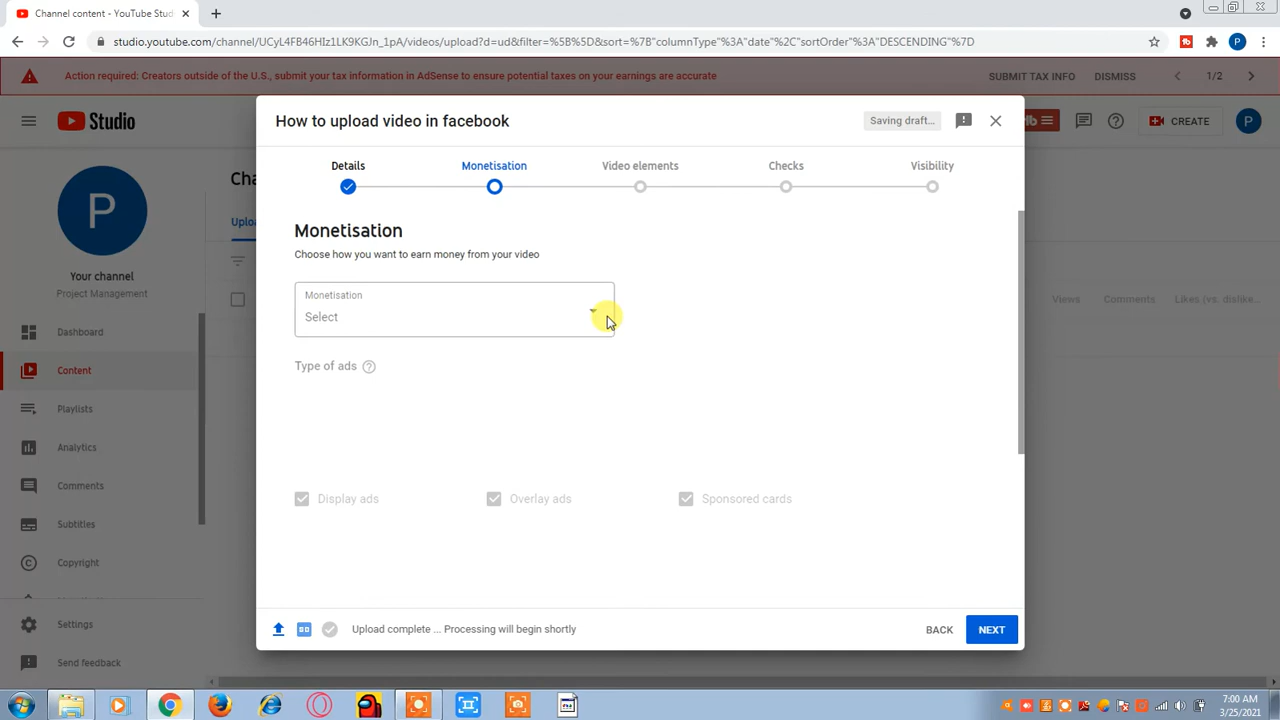 Channel content - YouTube Stu
studio.youtube.com/channel/UCyL4FB46HIz1LK9KGJn_1pA/videos/upload?d=ud&filter=%5B%5D&sort=%7B"columnType"%3A"date"%2C"sortOrder"%3A"DESCENDING"%7D
P
Action required: Creators outside of the U.S., submit your tax information in AdSense to ensure potential taxes on your earnings are accurate
SUBMIT TAX INFO
DISMISS
1/2
Studio
CREATE
P
How to upload video in facebook
Saving draft...
Details
Monetisation
Video elements
Checks
Visibility
P
Your channel
Project Management
Dashboard
Content
Playlists
Analytics
Comments
Subtitles
Copyright
Settings
Send feedback
Monetisation
Choose how you want to earn money from your video
Monetisation
Select
Type of ads
Display ads
Overlay ads
Sponsored cards
Views
Comments
Likes (vs. dislike...
Upload complete ... Processing will begin shortly
BACK
NEXT
7:00 AM
3/25/2021